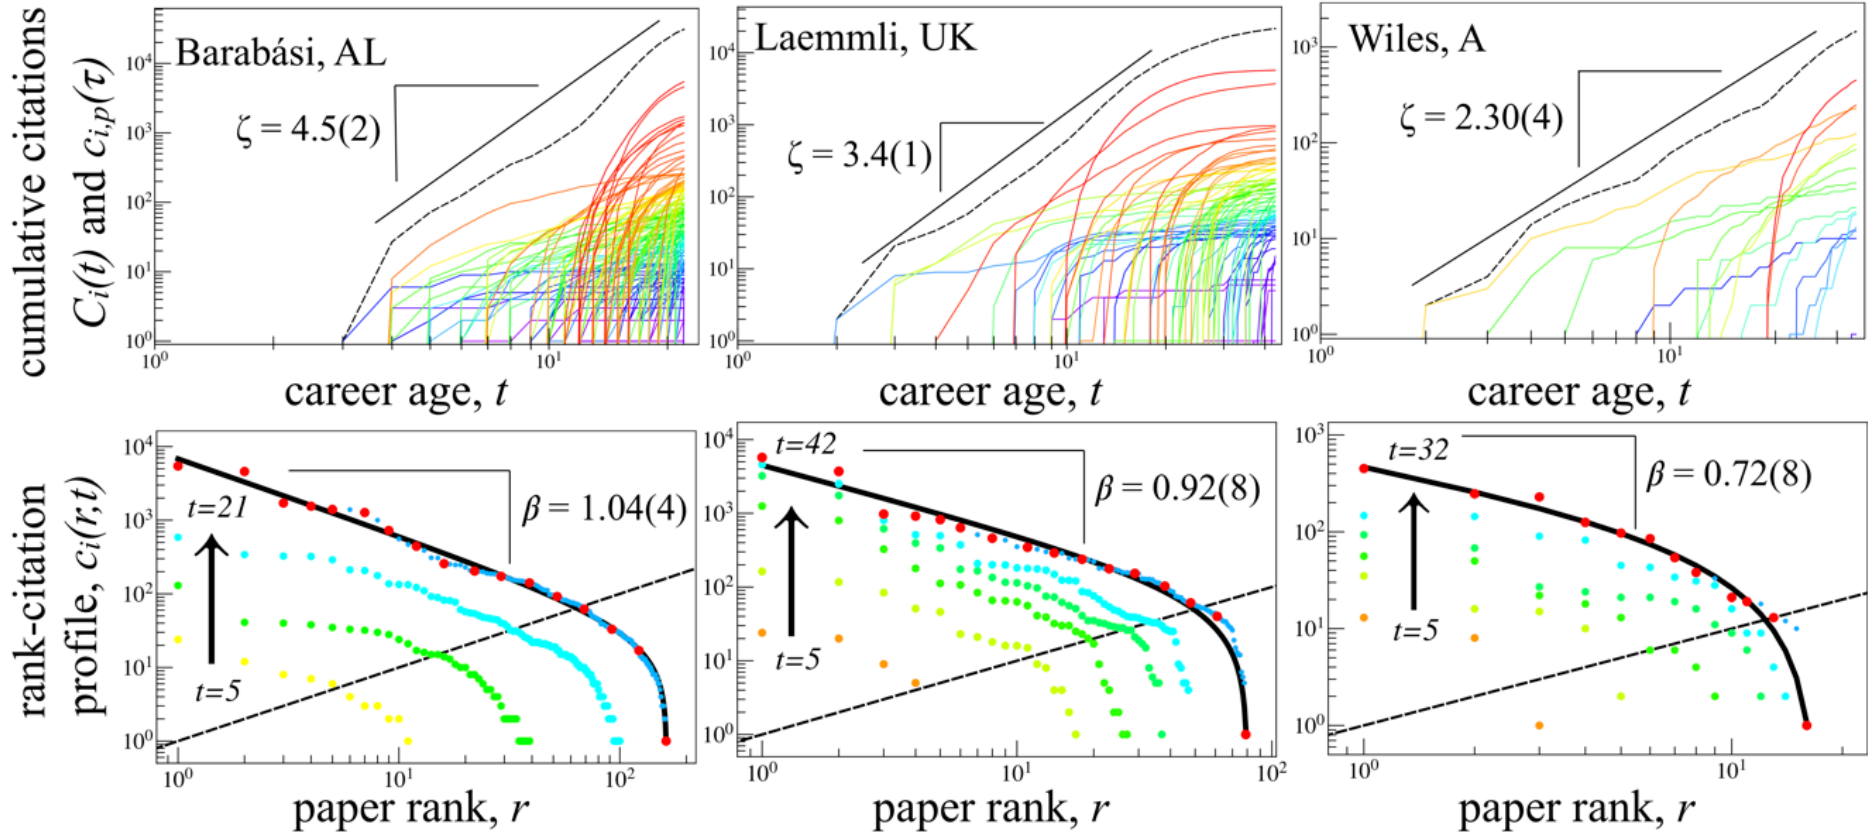 cumulative citations
C_i(t) and c_{i,p}(τ)
Barabási, AL
ζ = 4.5(2)
10^4
10^3
10^2
10^1
10^0
10^0 10^1
career age, t
Laemmli, UK
ζ = 3.4(1)
10^4
10^3
10^2
10^1
10^0
10^0 10^1
career age, t
Wiles, A
ζ = 2.30(4)
10^3
10^2
10^1
10^0
10^0 10^1
career age, t
rank-citation
profile, c_i(r,t)
t=21
β = 1.04(4)
t=5
10^4
10^3
10^2
10^1
10^0
10^0 10^1 10^2
paper rank, r
t=42
β = 0.92(8)
t=5
10^4
10^3
10^2
10^1
10^0
10^0 10^1 10^2
paper rank, r
t=32
β = 0.72(8)
t=5
10^3
10^2
10^1
10^0
10^0 10^1
paper rank, r